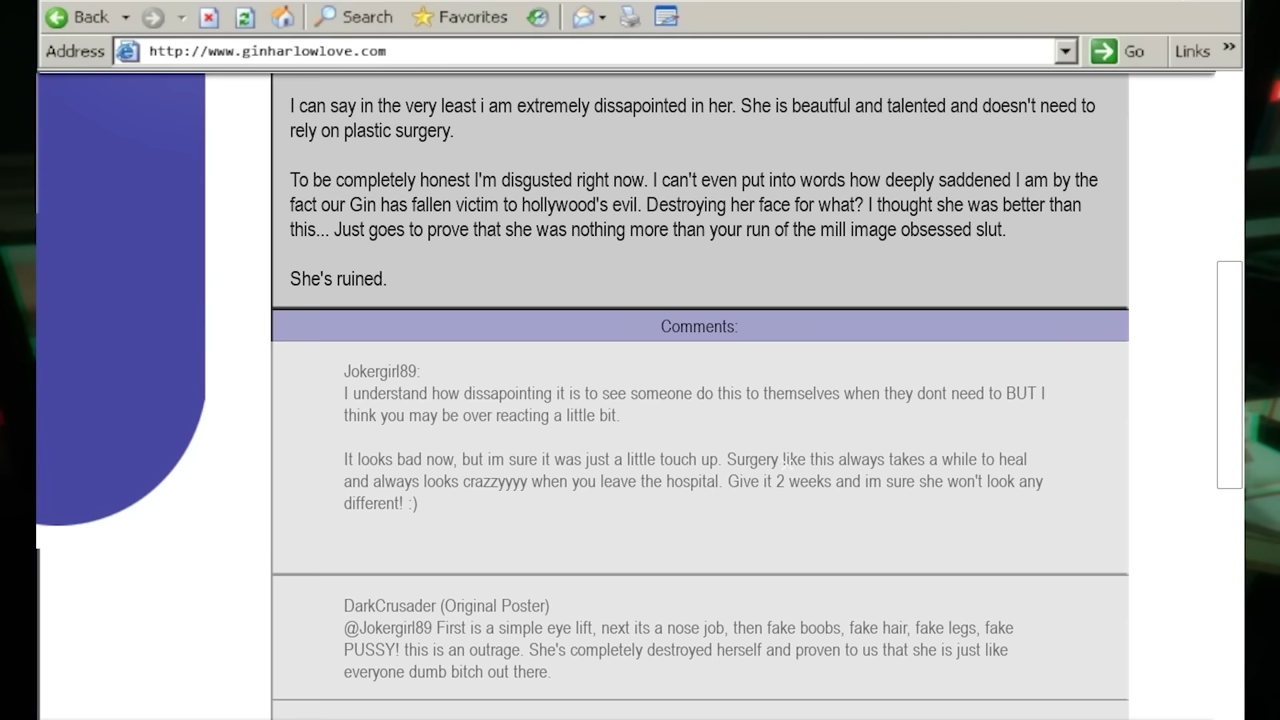 Back Search Favorites
Address http://www.ginharlowlove.com Go Links »
I can say in the very least i am extremely dissapointed in her. She is beautful and talented and doesn't need to
rely on plastic surgery.
To be completely honest I'm disgusted right now. I can't even put into words how deeply saddened I am by the
fact our Gin has fallen victim to hollywood's evil. Destroying her face for what? I thought she was better than
this... Just goes to prove that she was nothing more than your run of the mill image obsessed slut.
She's ruined.
Comments:
Jokergirl89:
I understand how dissapointing it is to see someone do this to themselves when they dont need to BUT I
think you may be over reacting a little bit.
It looks bad now, but im sure it was just a little touch up. Surgery like this always takes a while to heal
and always looks crazzyyyy when you leave the hospital. Give it 2 weeks and im sure she won't look any
different! :)
DarkCrusader (Original Poster)
@Jokergirl89 First is a simple eye lift, next its a nose job, then fake boobs, fake hair, fake legs, fake
PUSSY! this is an outrage. She's completely destroyed herself and proven to us that she is just like
everyone dumb bitch out there.